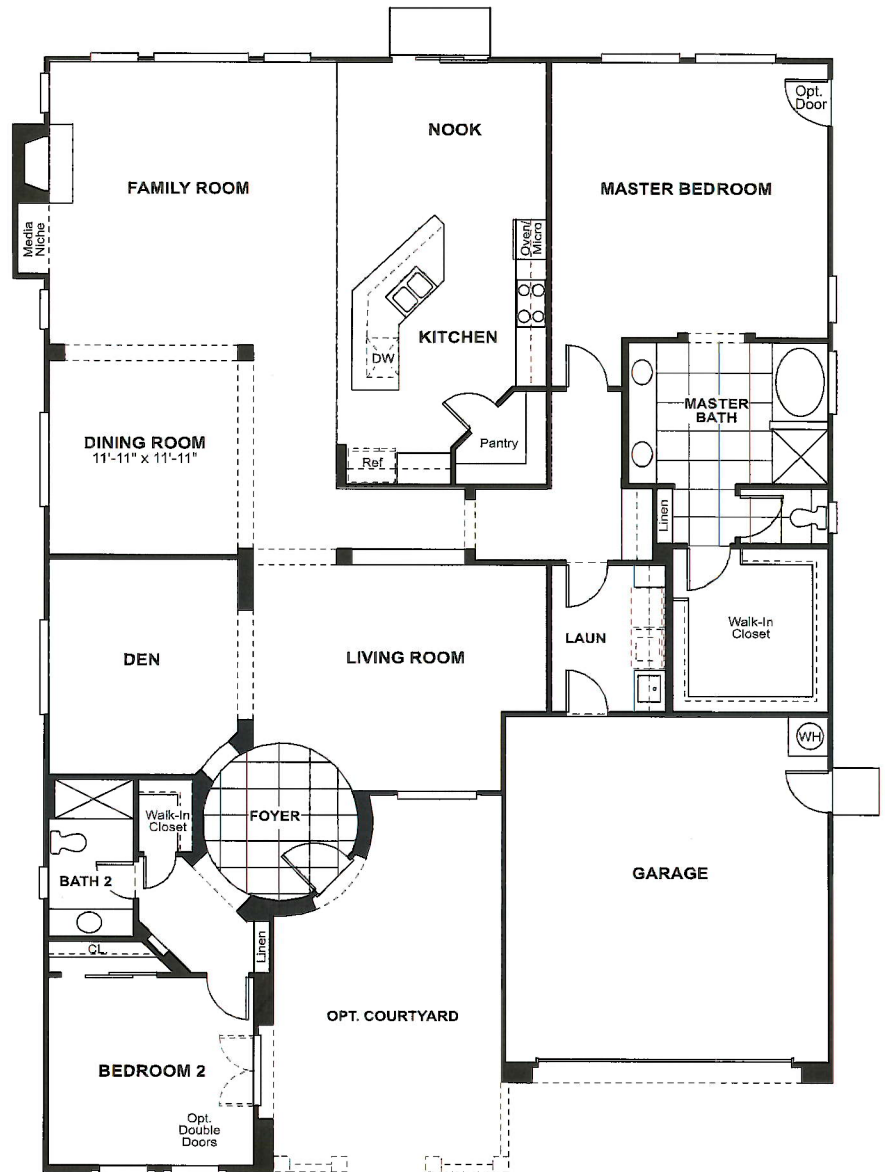 Opt.
Door
NOOK
FAMILY ROOM
MASTER BEDROOM
Media
Niche
Oven/
Micro
KITCHEN
DW
MASTER
BATH
DINING ROOM
11'-11" x 11'-11"
Pantry
Ref
Linen
Walk-In
Closet
LAUN
DEN
LIVING ROOM
WH
Walk-In
Closet
FOYER
GARAGE
BATH 2
CL
Linen
OPT. COURTYARD
BEDROOM 2
Opt.
Double
Doors